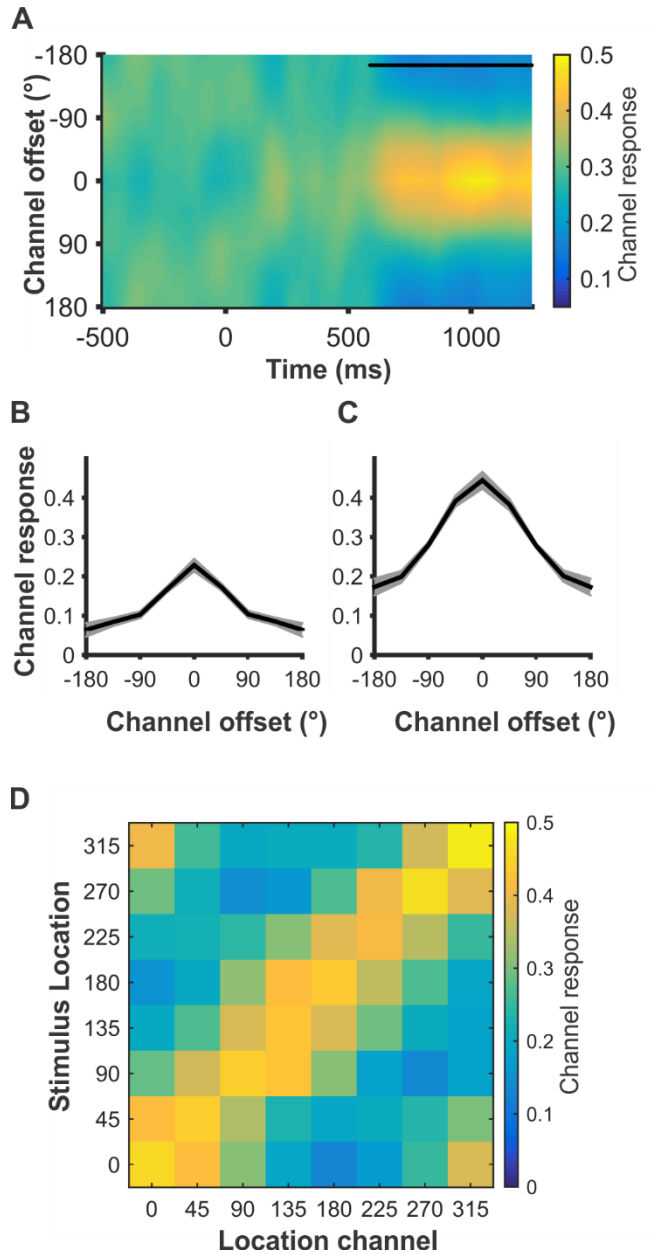 A
-180
-90
0
90
180
Channel offset (°)
-500 0 500 1000
Time (ms)
0.5
0.4
0.3
0.2
0.1
Channel response
B
0.4
0.3
0.2
0.1
0
Channel response
-180 -90 0 90 180
Channel offset (°)
C
0.4
0.3
0.2
0.1
0
-180 -90 0 90 180
Channel offset (°)
D
315
270
225
180
135
90
45
0
Stimulus Location
0 45 90 135 180 225 270 315
Location channel
0.5
0.4
0.3
0.2
0.1
0
Channel response